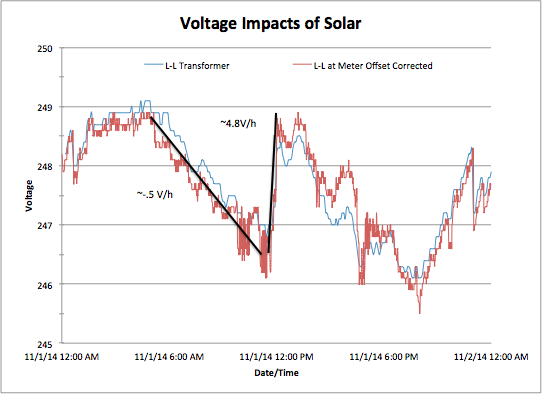 Voltage Impacts of Solar
L-L Transformer
L-L at Meter Offset Corrected
250
249
248
247
246
245
~4.8V/h
~-.5 V/h
Voltage
11/1/14 12:00 AM
11/1/14 6:00 AM
11/1/14 12:00 PM
11/1/14 6:00 PM
11/2/14 12:00 AM
Date/Time